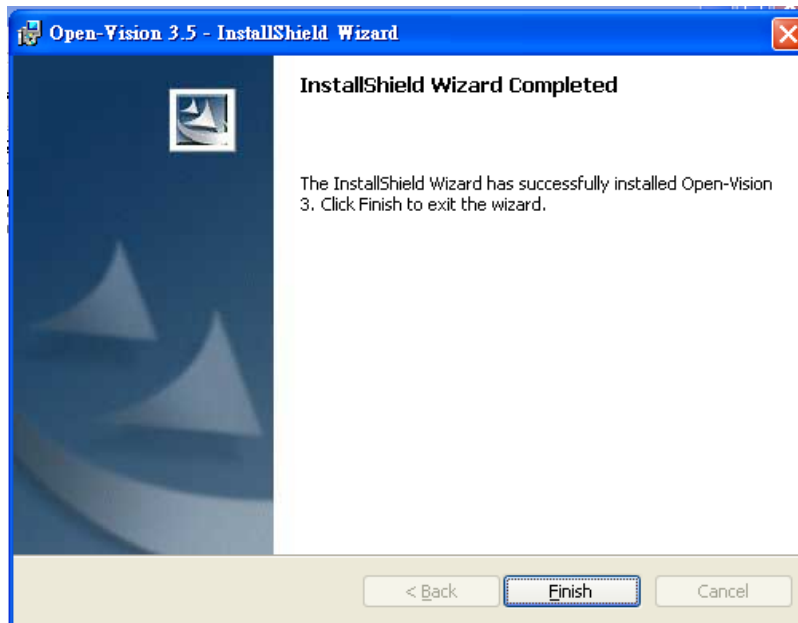 Open-Vision 3.5 - InstallShield Wizard
InstallShield Wizard Completed
The InstallShield Wizard has successfully installed Open-Vision
3. Click Finish to exit the wizard.
< Back
Finish
Cancel